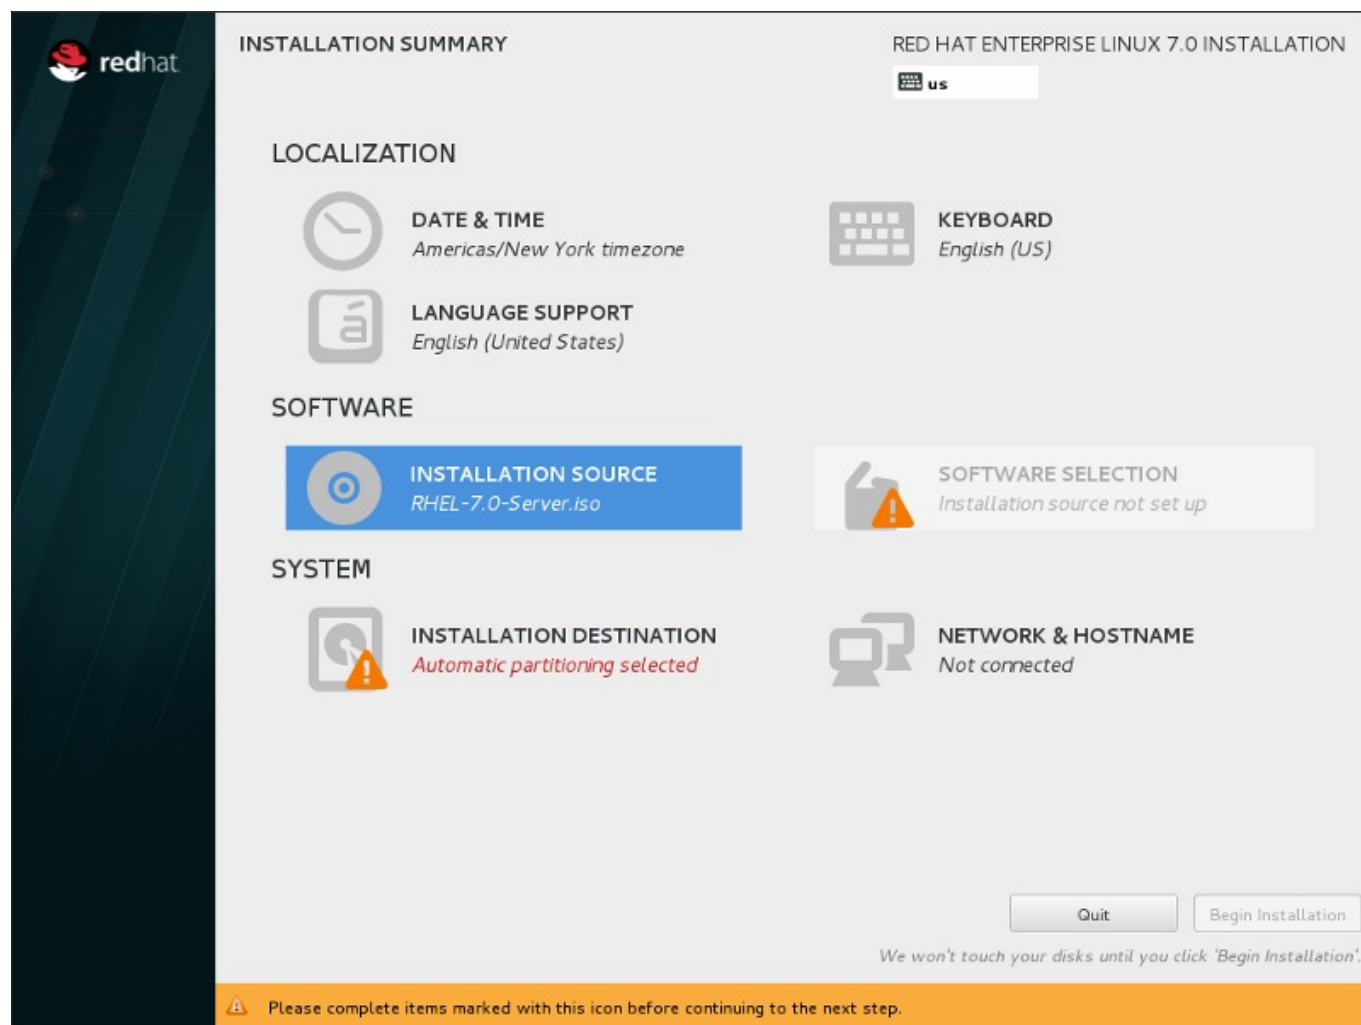 redhat
INSTALLATION SUMMARY
RED HAT ENTERPRISE LINUX 7.0 INSTALLATION
us
LOCALIZATION
DATE & TIME
Americas/New York timezone
KEYBOARD
English (US)
á
LANGUAGE SUPPORT
English (United States)
SOFTWARE
INSTALLATION SOURCE
RHEL-7.0-Server.iso
SOFTWARE SELECTION
Installation source not set up
SYSTEM
INSTALLATION DESTINATION
Automatic partitioning selected
NETWORK & HOSTNAME
Not connected
Quit
Begin Installation
We won't touch your disks until you click 'Begin Installation'.
Please complete items marked with this icon before continuing to the next step.